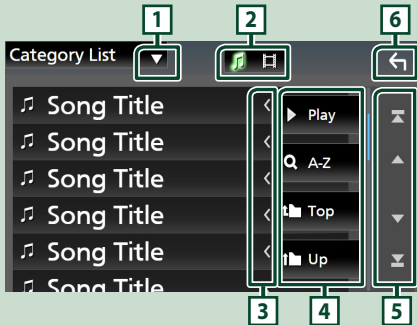 1 2 6
Category List
Song Title
Song Title
Song Title
Song Title
Song Title
Song Title
Play
A-Z
Top
Up
3 4 5